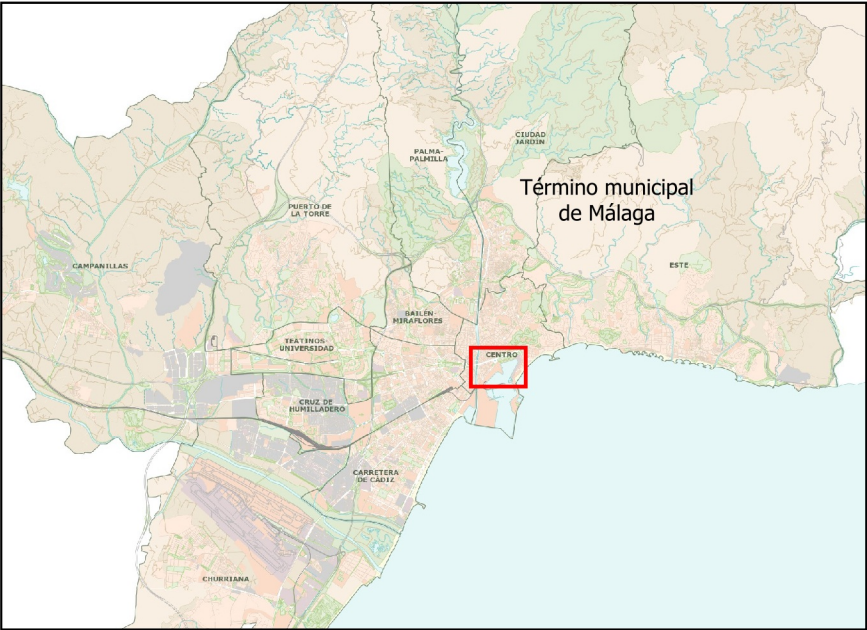 CIUDAD
JARDIN
PALMA-
PALMILLA
Término municipal
de Málaga
PUERTO DE
LA TORRE
CAMPANILLAS
ESTE
BAILÉN-
MIRAFLORES
TEATINOS-
UNIVERSIDAD
CENTRO
CRUZ DE
HUMILLADERO
CARRETERA
DE CÁDIZ
CHURRIANA